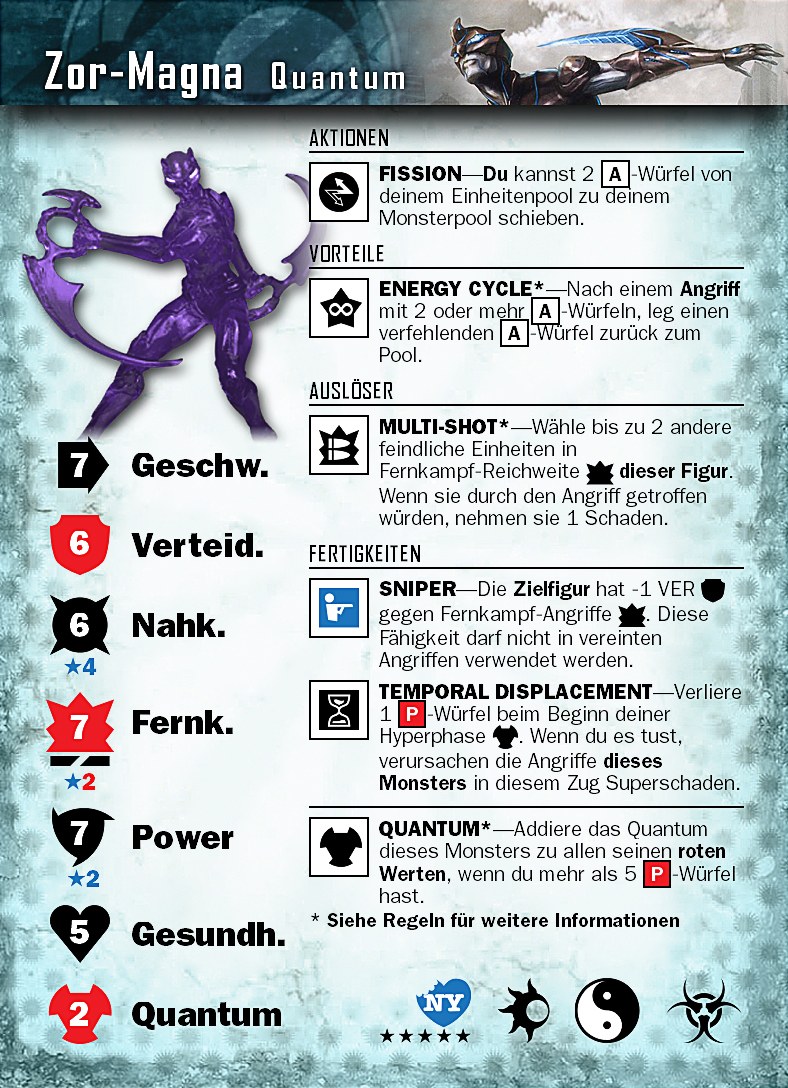 Zor-Magna Quantum
AKTIONEN
FISSION—Du kannst 2 A-Würfel von
deinem Einheitenpool zu deinem
Monsterpool schieben.
VORTEILE
ENERGY CYCLE*—Nach einem Angriff
mit 2 oder mehr A-Würfeln, leg einen
verfehlenden A-Würfel zurück zum
Pool.
AUSLÖSER
MULTI-SHOT*—Wähle bis zu 2 andere
feindliche Einheiten in
Fernkampf-Reichweite dieser Figur.
Wenn sie durch den Angriff getroffen
würden, nehmen sie 1 Schaden.
FERTIGKEITEN
SNIPER—Die Zielfigur hat -1 VER
gegen Fernkampf-Angriffe . Diese
Fähigkeit darf nicht in vereinten
Angriffen verwendet werden.
TEMPORAL DISPLACEMENT—Verliere
1 P-Würfel beim Beginn deiner
Hyperphase . Wenn du es tust,
verursachen die Angriffe dieses
Monsters in diesem Zug Superschaden.
QUANTUM*—Addiere das Quantum
dieses Monsters zu allen seinen roten
Werten, wenn du mehr als 5 P-Würfel
hast.
* Siehe Regeln für weitere Informationen
7 Geschw.
6 Verteid.
6 Nahk.
★4
7 Fernk.
★2
7 Power
★2
5 Gesundh.
2 Quantum
NY
★★★★★